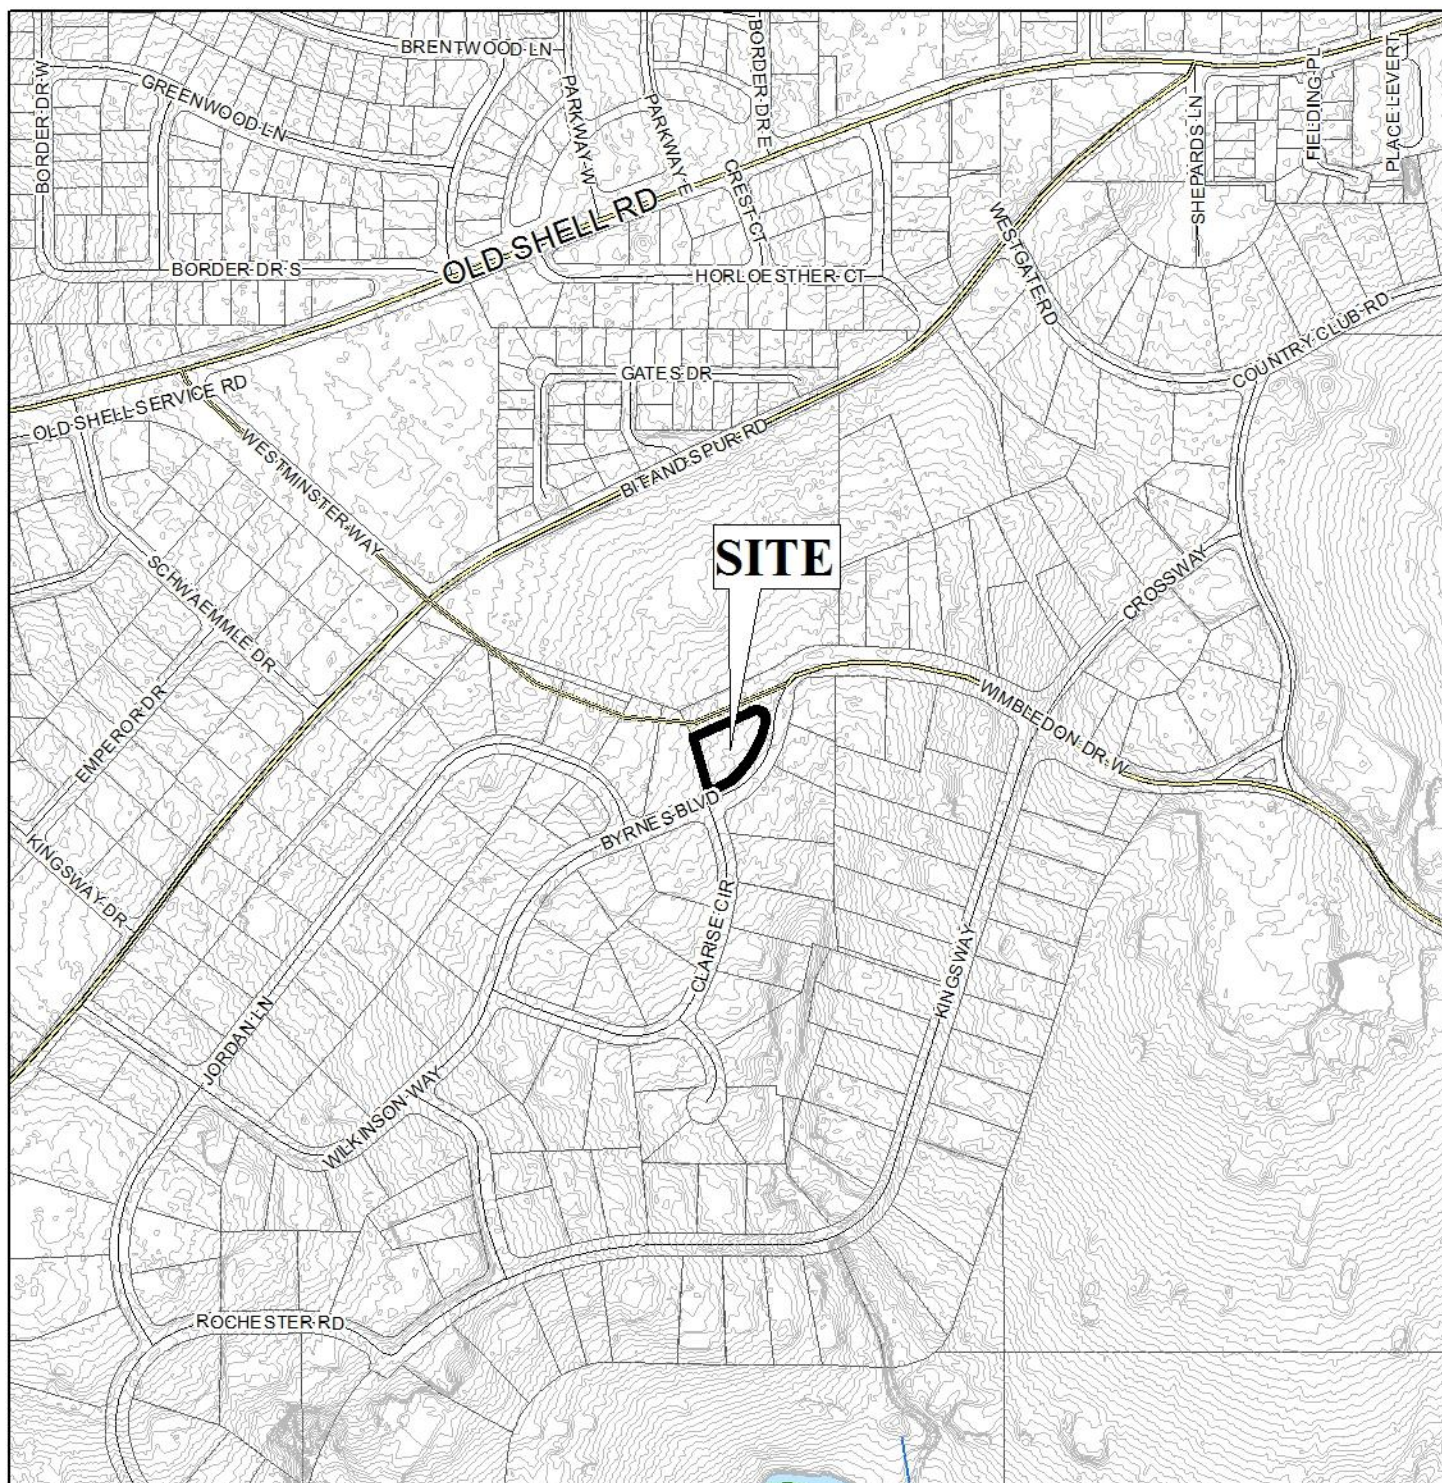 BRENTWOOD LN
BORDER DR W
GREENWOOD LN
PARKWAY W
PARKWAY E
BORDER DR E
FIELDING PL
PLACE LEVERT
SHEPARDS LN
CREST CT
OLD SHELL RD
BORDER DR S
HORLOESTHER CT
WESTGATE RD
COUNTRY CLUB RD
GATES DR
OLD SHELL SERVICE RD
WESTMINSTER WAY
BIT AND SPUR RD
SITE
SCHWAEMMLE DR
CROSSWAY
EMPEROR DR
WIMBLEDON DR W
KINGSWAY DR
BYRNES BLVD
CLARISE CIR
KINGSWAY
JORDAN LN
WILKINSON WAY
ROCHESTER RD